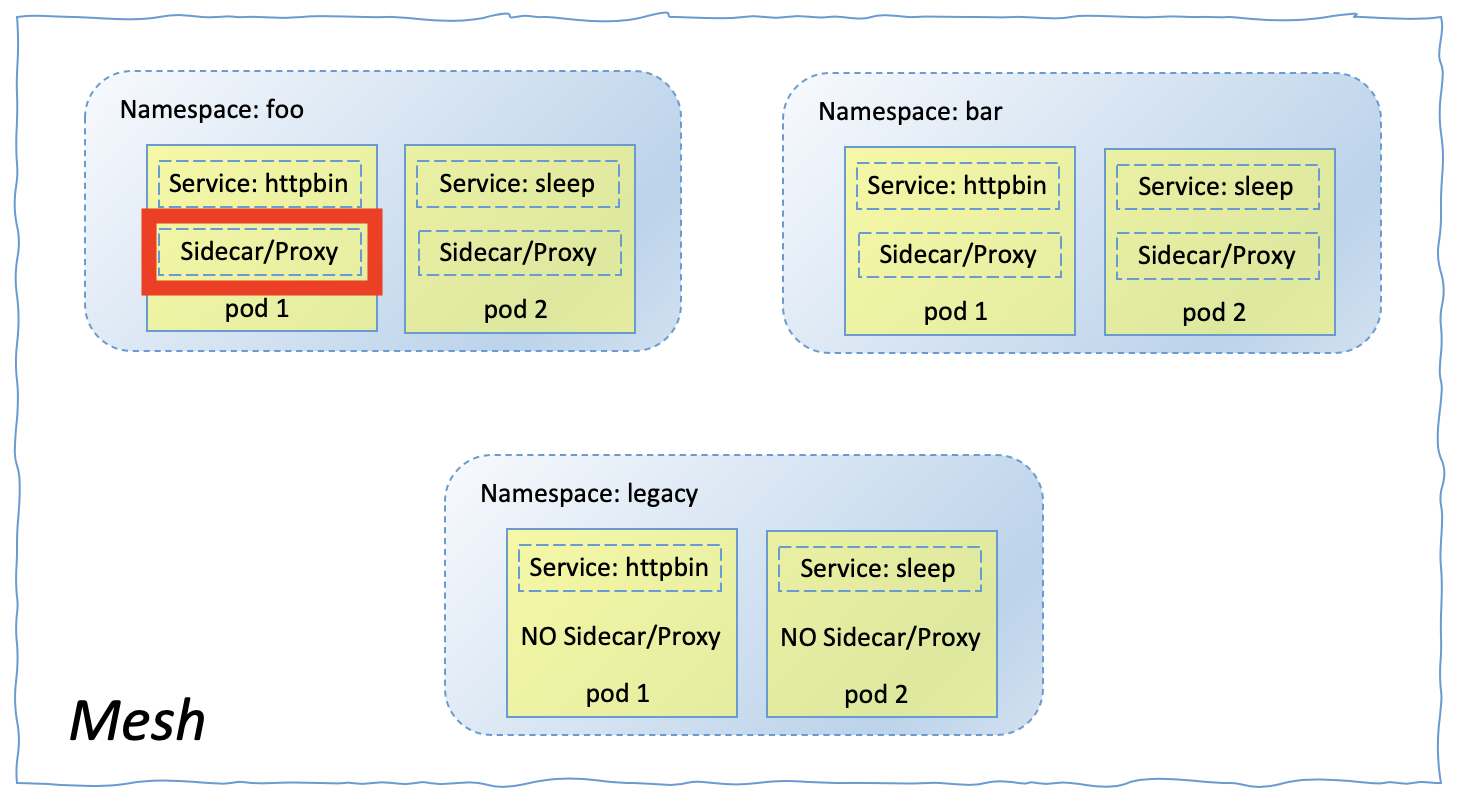 Namespace: foo
Service: httpbin
Sidecar/Proxy
pod 1
Service: sleep
Sidecar/Proxy
pod 2
Namespace: bar
Service: httpbin
Sidecar/Proxy
pod 1
Service: sleep
Sidecar/Proxy
pod 2
Namespace: legacy
Service: httpbin
NO Sidecar/Proxy
pod 1
Service: sleep
NO Sidecar/Proxy
pod 2
Mesh